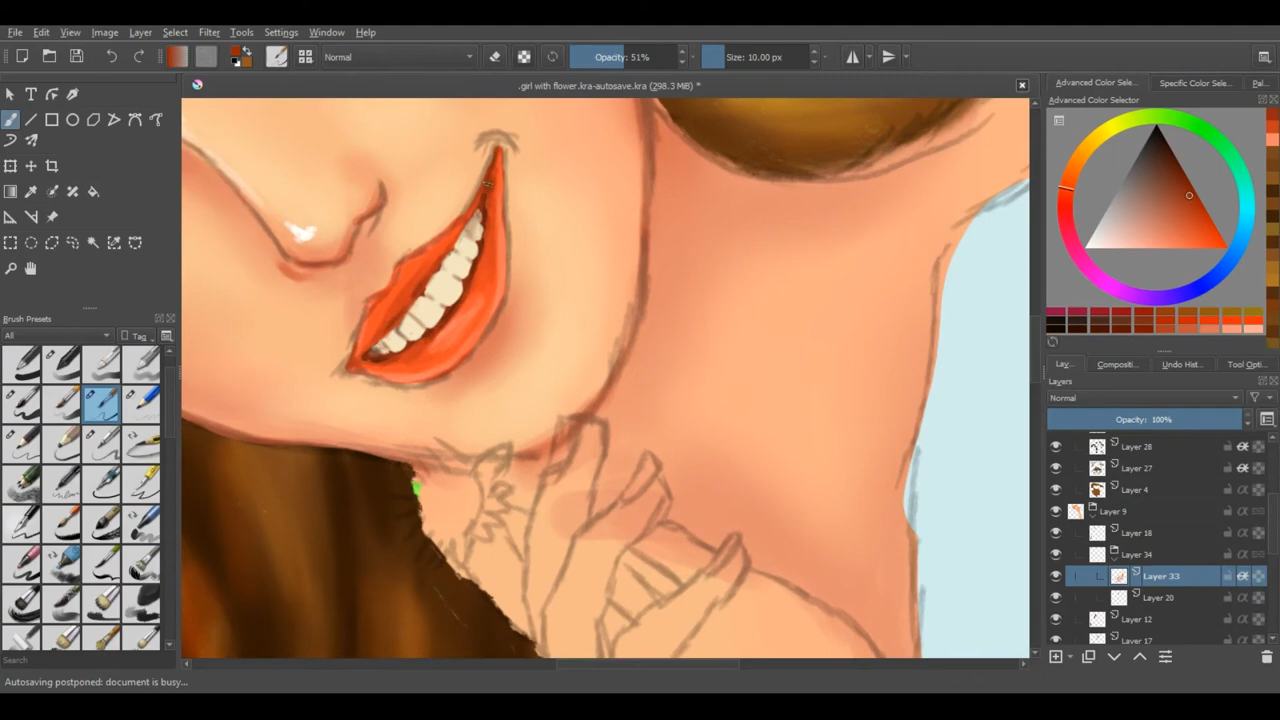 File Edit View Image Layer Select Filter Tools Settings Window Help
Normal Opacity: 51% Size: 10.00 px
.girl with flower.kra-autosave.kra (298.3 MiB) *
Advanced Color Sele... Specific Color Sele... Pal...
Advanced Color Selector
Brush Presets
All Tag
Lay... Compositi... Undo Hist... Tool Opti...
Layers
Normal
Opacity: 100%
Layer 28
Layer 27
Layer 4
Layer 9
Layer 18
Layer 34
Layer 33
Layer 20
Layer 12
Layer 17
Search
Autosaving postponed: document is busy...